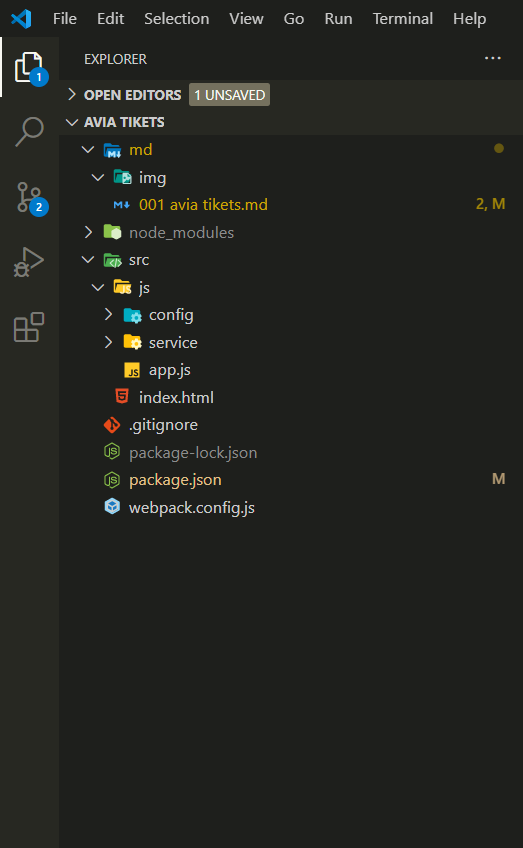 File Edit Selection View Go Run Terminal Help
EXPLORER
OPEN EDITORS 1 UNSAVED
AVIA TIKETS
md
img
001 avia tikets.md 2, M
node_modules
src
js
config
service
JS app.js
index.html
.gitignore
package-lock.json
package.json M
webpack.config.js
1
2